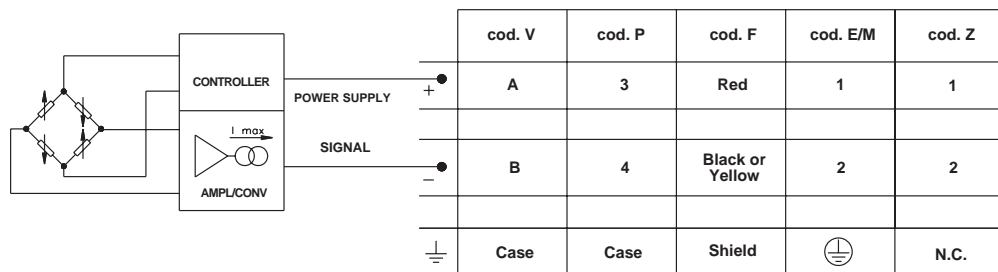 cod. V cod. P cod. F cod. E/M cod. Z
CONTROLLER
POWER SUPPLY
+ A 3 Red 1 1
I max
SIGNAL
AMPL/CONV
– B 4 Black or
Yellow 2 2
Case Case Shield N.C.